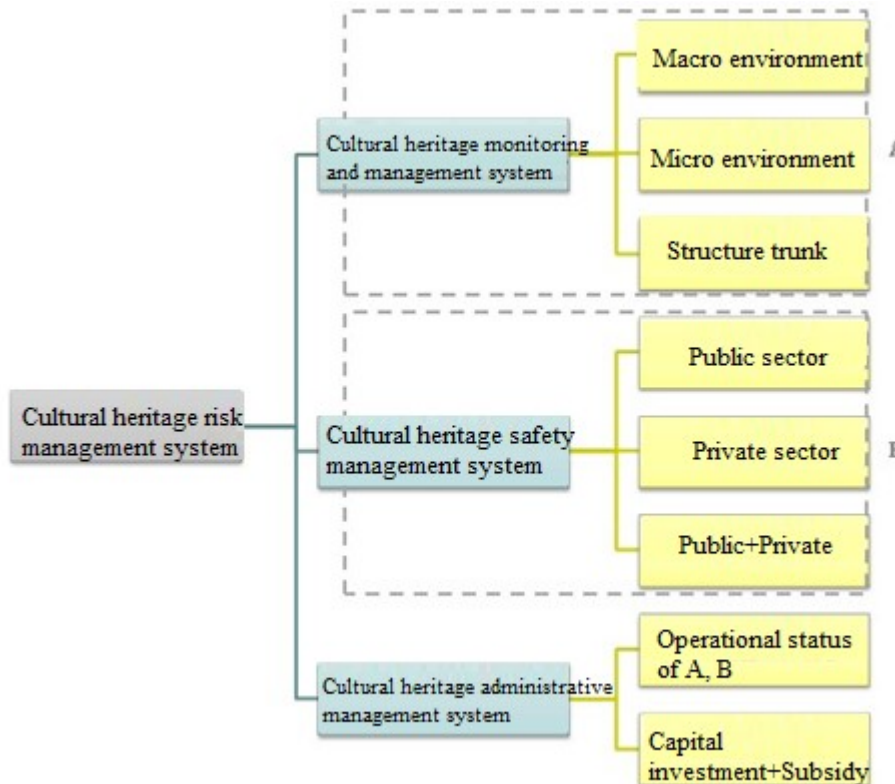 Cultural heritage risk
management system
Cultural heritage monitoring
and management system
Macro environment
Micro environment
Structure trunk
Cultural heritage safety
management system
Public sector
Private sector
Public+Private
Cultural heritage administrative
management system
Operational status
of A, B
Capital
investment+Subsidy